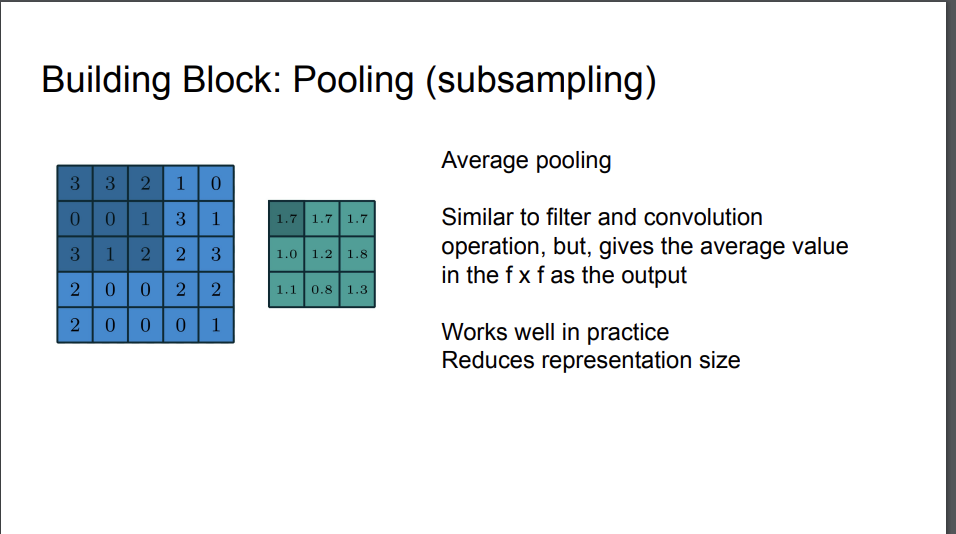 Building Block: Pooling (subsampling)
3 3 2 1 0
0 0 1 3 1
3 1 2 2 3
2 0 0 2 2
2 0 0 0 1
1.7 1.7 1.7
1.0 1.2 1.8
1.1 0.8 1.3
Average pooling
Similar to filter and convolution
operation, but, gives the average value
in the f x f as the output
Works well in practice
Reduces representation size